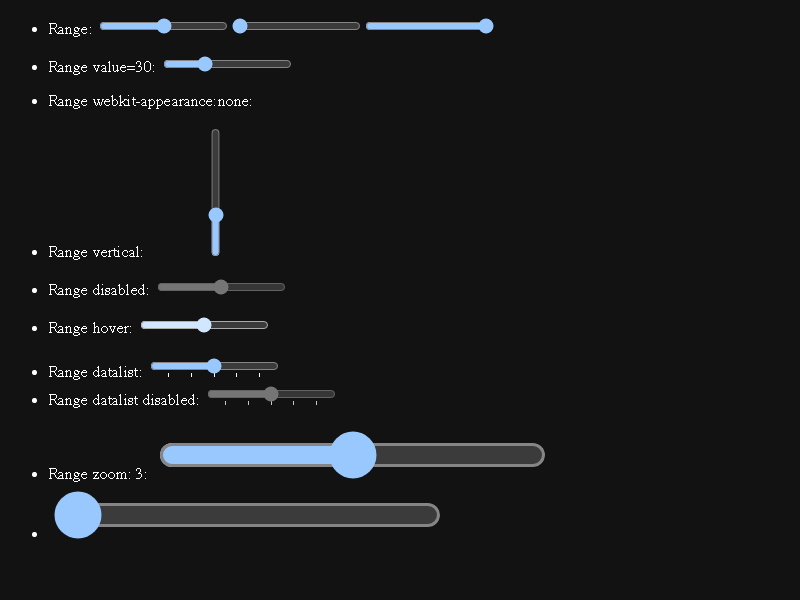 Range:
Range value=30:
Range webkit-appearance:none:
Range vertical:
Range disabled:
Range hover:
Range datalist:
Range datalist disabled:
Range zoom: 3: